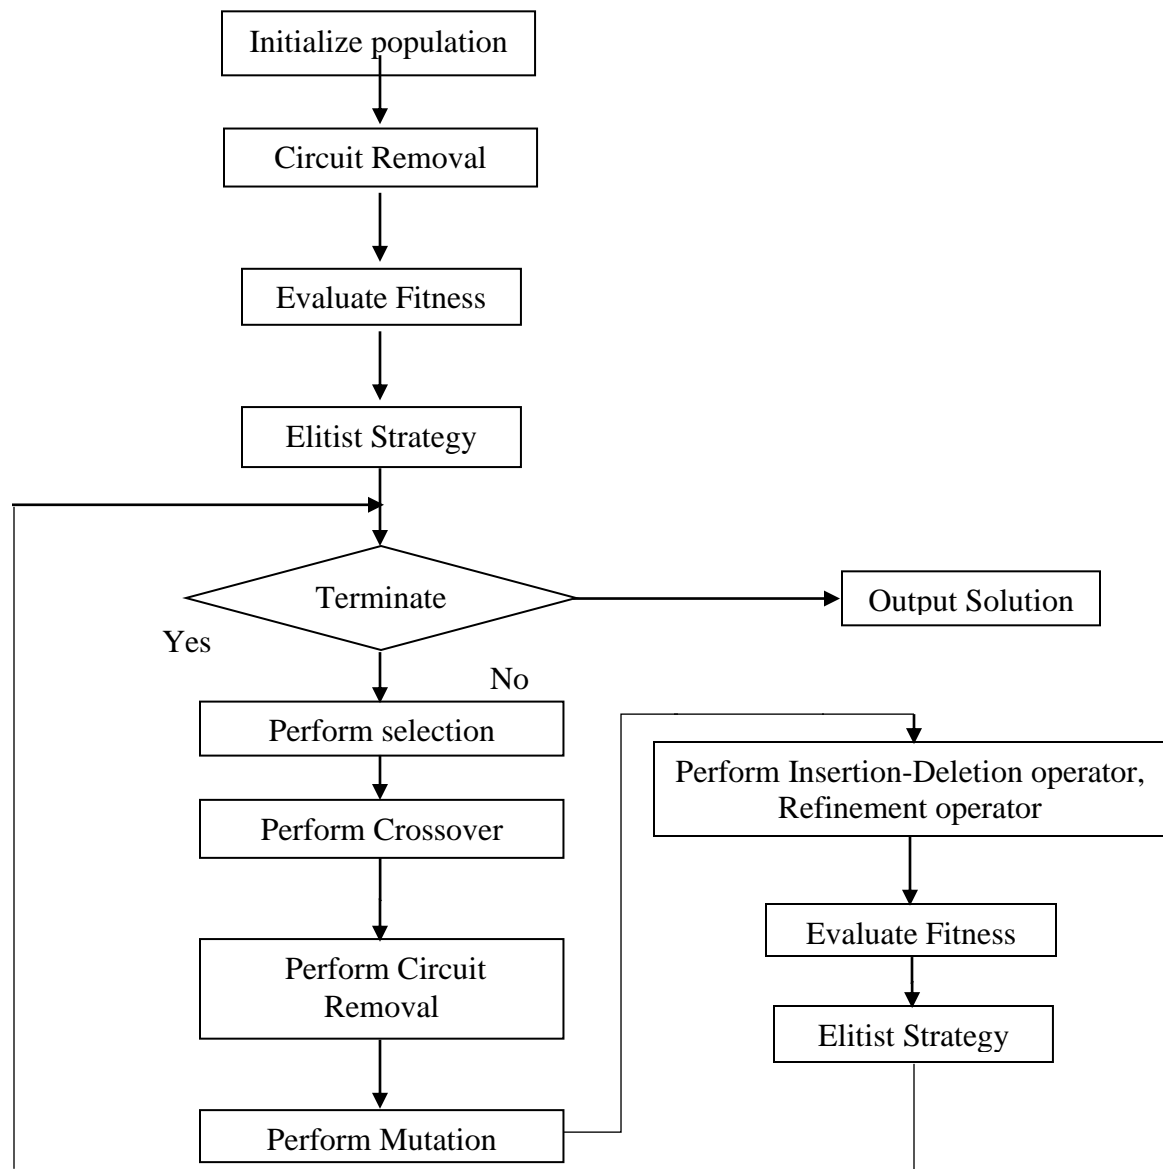 Initialize population
Circuit Removal
Evaluate Fitness
Elitist Strategy
Terminate
Output Solution
Yes
No
Perform selection
Perform Crossover
Perform Circuit
Removal
Perform Mutation
Perform Insertion-Deletion operator,
Refinement operator
Evaluate Fitness
Elitist Strategy